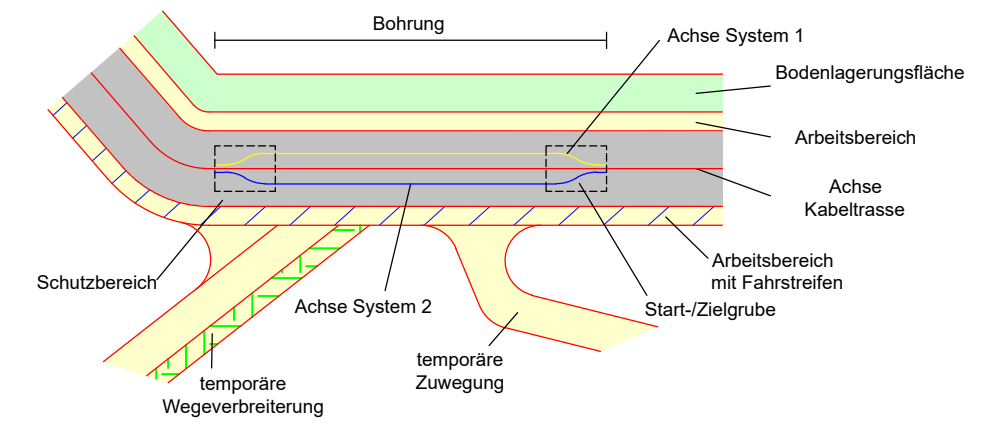 Bohrung
Achse System 1
Bodenlagerungsfläche
Arbeitsbereich
Achse
Kabeltrasse
Arbeitsbereich
mit Fahrstreifen
Schutzbereich
Achse System 2
Start-/Zielgrube
temporäre
Zuwegung
temporäre
Wegeverbreiterung